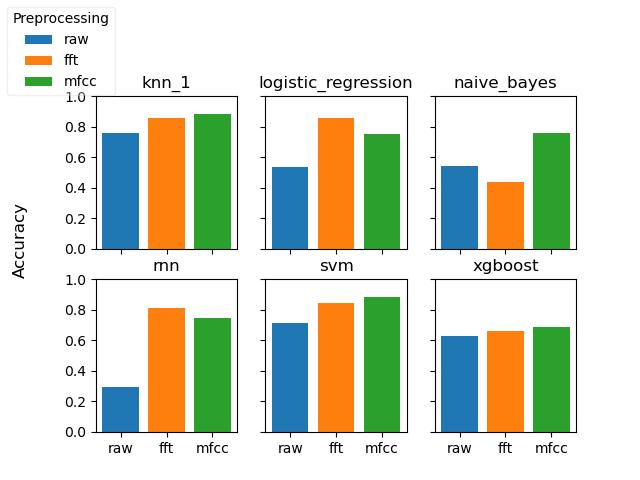 Preprocessing
raw
fft
mfcc
knn_1
logistic_regression
naive_bayes
1.0
0.8
0.6
0.4
0.2
0.0
Accuracy
rnn
svm
xgboost
1.0
0.8
0.6
0.4
0.2
0.0
raw fft mfcc raw fft mfcc raw fft mfcc